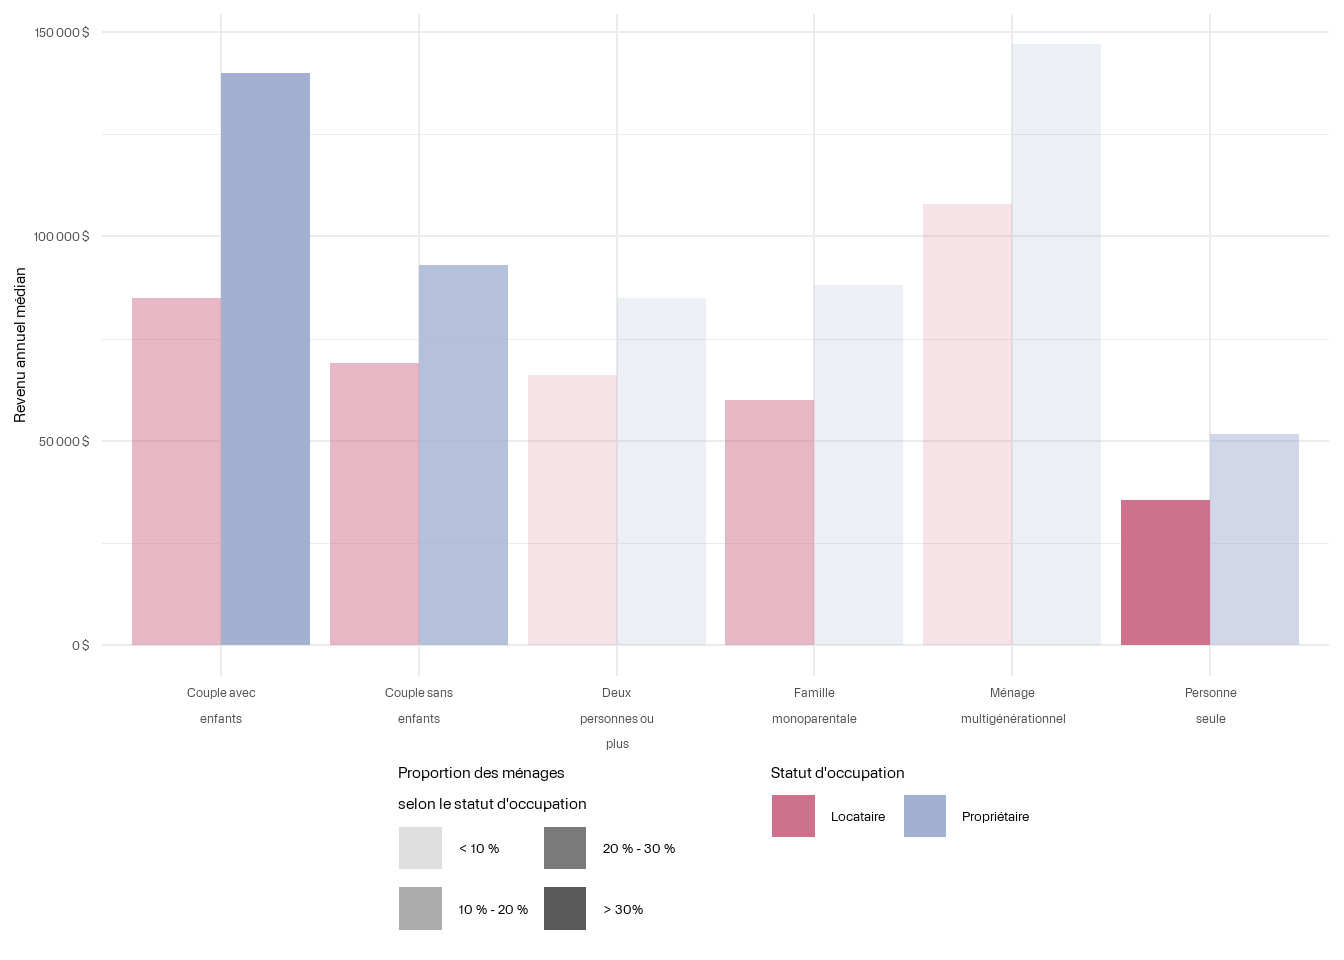 150 000 $
100 000 $
50 000 $
0 $
Revenu annuel médian
Couple avec
enfants
Couple sans
enfants
Deux
personnes ou
plus
Famille
monoparentale
Ménage
multigénérationnel
Personne
seule
Proportion des ménages
selon le statut d'occupation
< 10 %
20 % - 30 %
10 % - 20 %
> 30%
Statut d'occupation
Locataire
Propriétaire